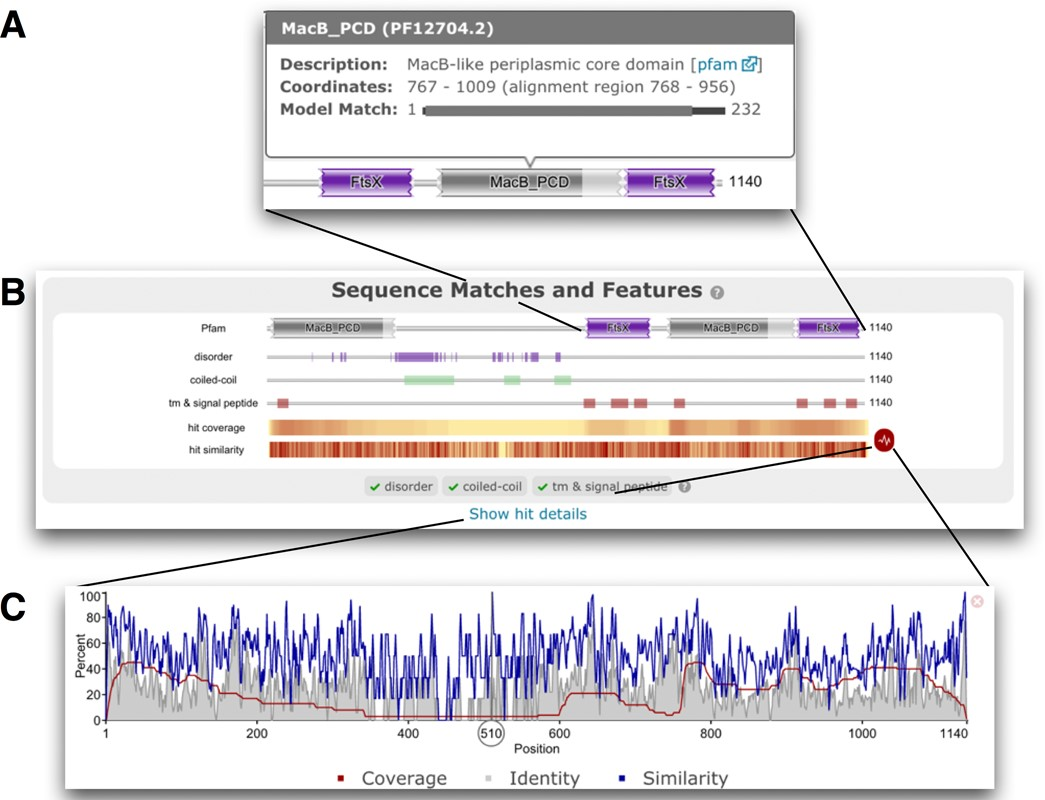 A
MacB_PCD (PF12704.2)
Description: MacB-like periplasmic core domain [pfam]
Coordinates: 767 - 1009 (alignment region 768 - 956)
Model Match: 1 232
FtsX MacB_PCD FtsX 1140
B
Sequence Matches and Features ?
Pfam MacB_PCD FtsX MacB_PCD FtsX 1140
disorder 1140
coiled-coil 1140
tm & signal peptide 1140
hit coverage
hit similarity
disorder coiled-coil tm & signal peptide ?
Show hit details
C
100
80
60
40
20
0
Percent
1 200 400 510 600 800 1000 1140
Position
Coverage Identity Similarity